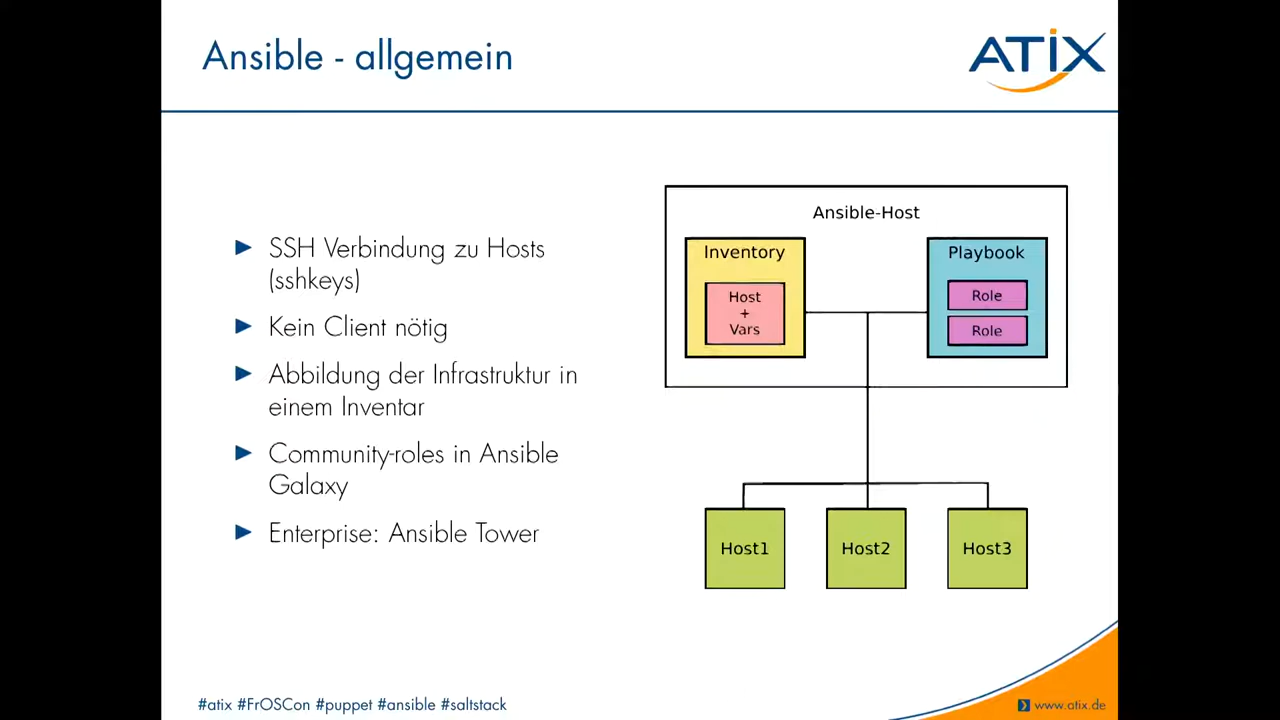 Ansible - allgemein
ATIX
SSH Verbindung zu Hosts
(sshkeys)
Kein Client nötig
Abbildung der Infrastruktur in
einem Inventar
Community-roles in Ansible
Galaxy
Enterprise: Ansible Tower
Ansible-Host
Inventory
Host
+
Vars
Playbook
Role
Role
Host1
Host2
Host3
#atix #FrOSCon #puppet #ansible #saltstack
www.atix.de